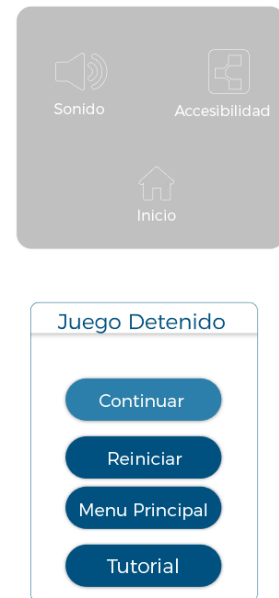 Sonido
Accesibilidad
Inicio
Juego Detenido
Continuar
Reiniciar
Menu Principal
Tutorial